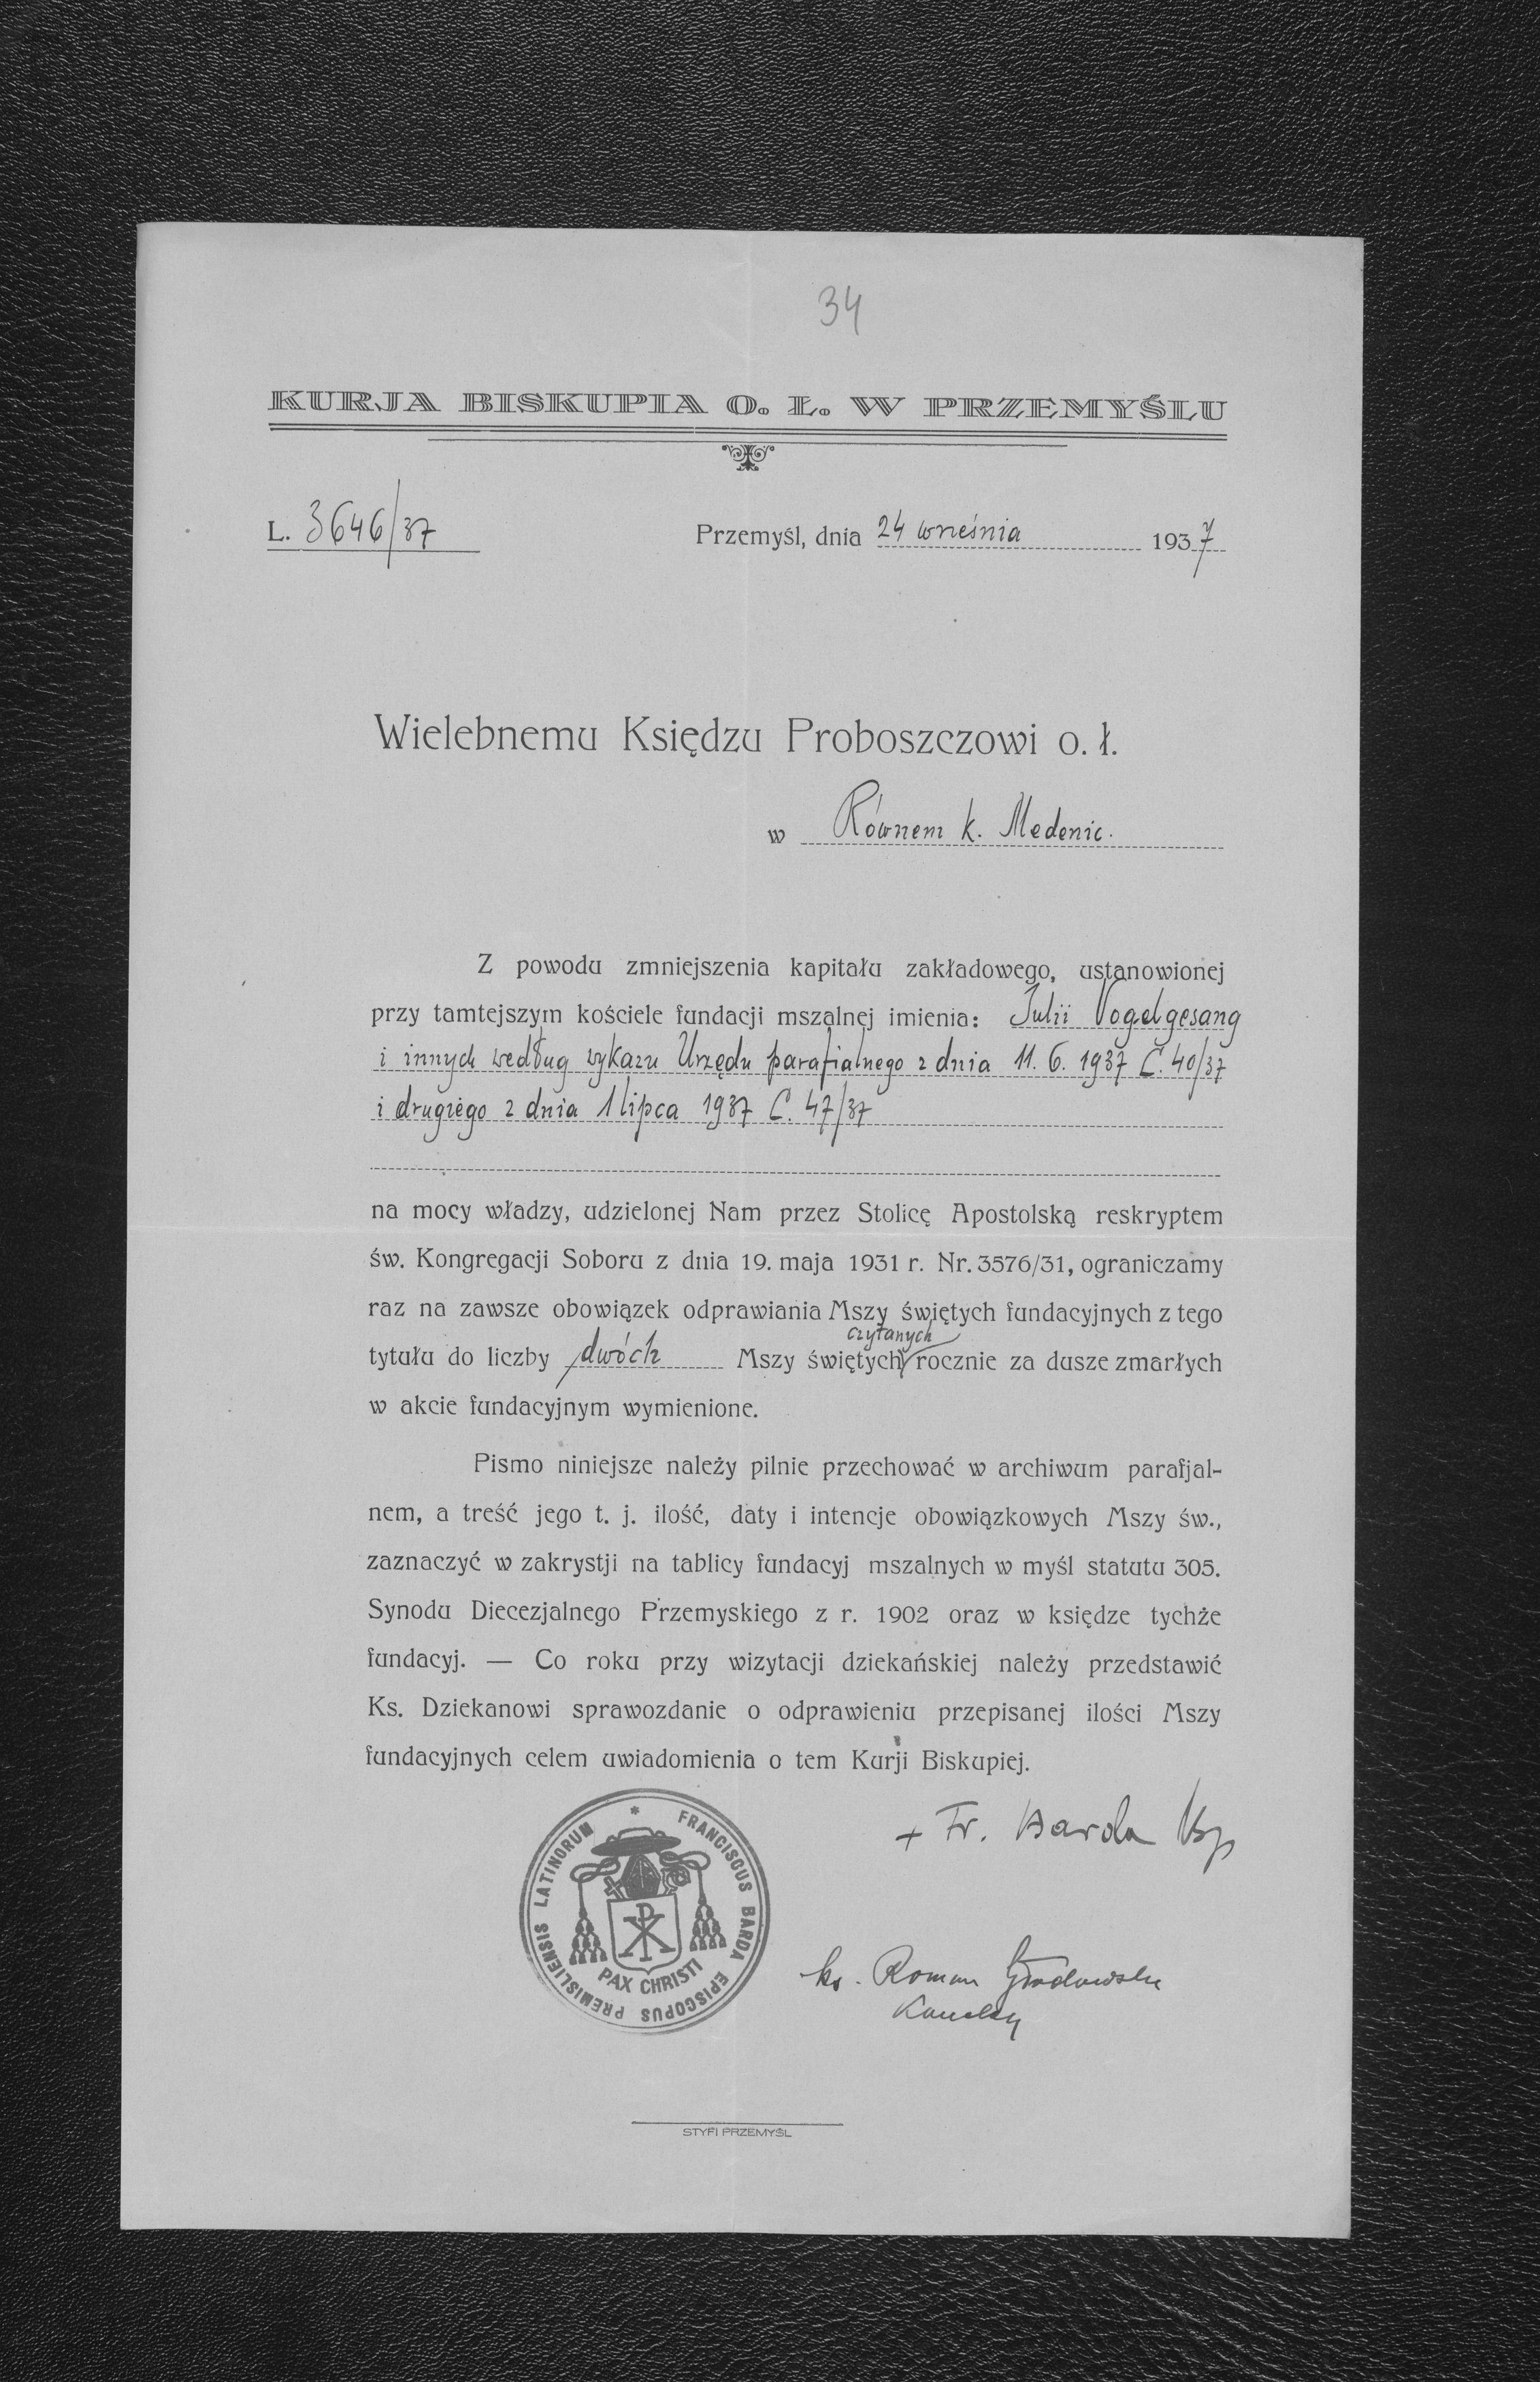 34
KURJA BISKUPIA O. Ł. W PRZEMYŚLU
L. 3646/37 Przemyśl, dnia 24 września 1937
Wielebnemu Księdzu Proboszczowi o. ł.
w Równem k. Medenic.
Z powodu zmniejszenia kapitału zakładowego, ustanowionej
przy tamtejszym kościele fundacji mszalnej imienia: Julii Vogelgesang
i innych według wykazu Urzędu parafialnego z dnia 11. 6. 1937 C. 40/37
i drugiego z dnia 1 lipca 1937 C. 47/37
na mocy władzy, udzielonej Nam przez Stolicę Apostolską reskryptem
św. Kongregacji Soboru z dnia 19. maja 1931 r. Nr. 3576/31, ograniczamy
raz na zawsze obowiązek odprawiania Mszy świętych fundacyjnych z tego
tytułu do liczby dwóch Mszy świętych czytanych rocznie za dusze zmarłych
w akcie fundacyjnym wymienione.
Pismo niniejsze należy pilnie przechować w archiwum parafjal-
nem, a treść jego t. j. ilość, daty i intencje obowiązkowych Mszy św.,
zaznaczyć w zakrystji na tablicy fundacyj mszalnych w myśl statutu 305.
Synodu Diecezjalnego Przemyskiego z r. 1902 oraz w księdze tychże
fundacyj. — Co roku przy wizytacji dziekańskiej należy przedstawić
Ks. Dziekanowi sprawozdanie o odprawieniu przepisanej ilości Mszy
fundacyjnych celem uwiadomienia o tem Kurji Biskupiej.
+ Fr. Barda Bp
* FRANCISCUS BARDA EPISCOPUS PREMISLIENSIS LATINORUM
PAX CHRISTI
ks. Roman
STYFI PRZEMYŚL